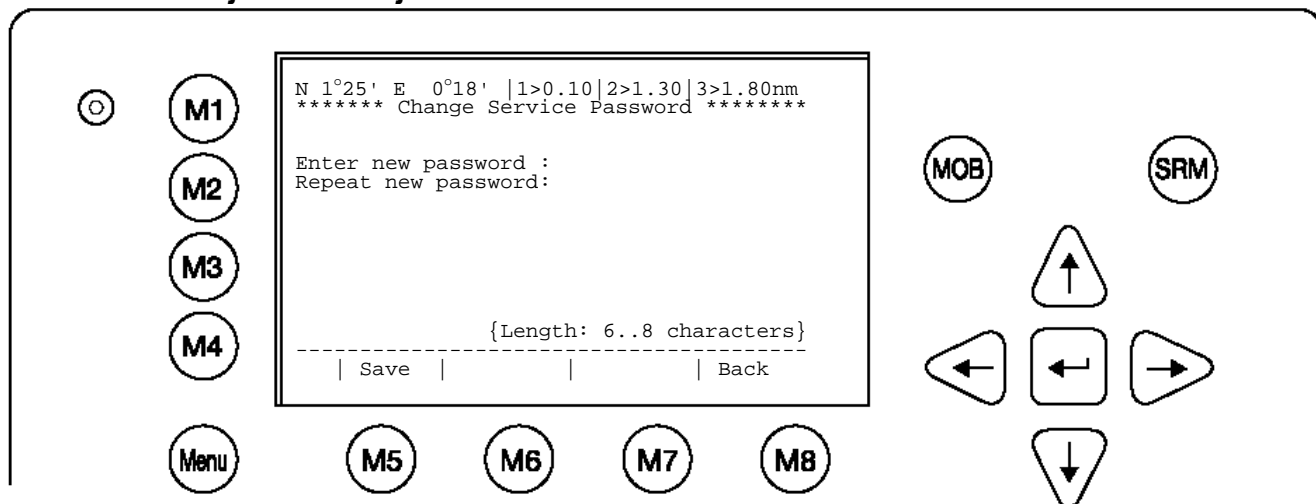 N 1°25' E  0°18' |1>0.10|2>1.30|3>1.80nm
******* Change Service Password ********
Enter new password :
Repeat new password:
{Length: 6..8 characters}
----------------------------------------
| Save  |         |         | Back
M1
M2
M3
M4
Menu
M5
M6
M7
M8
MOB
SRM